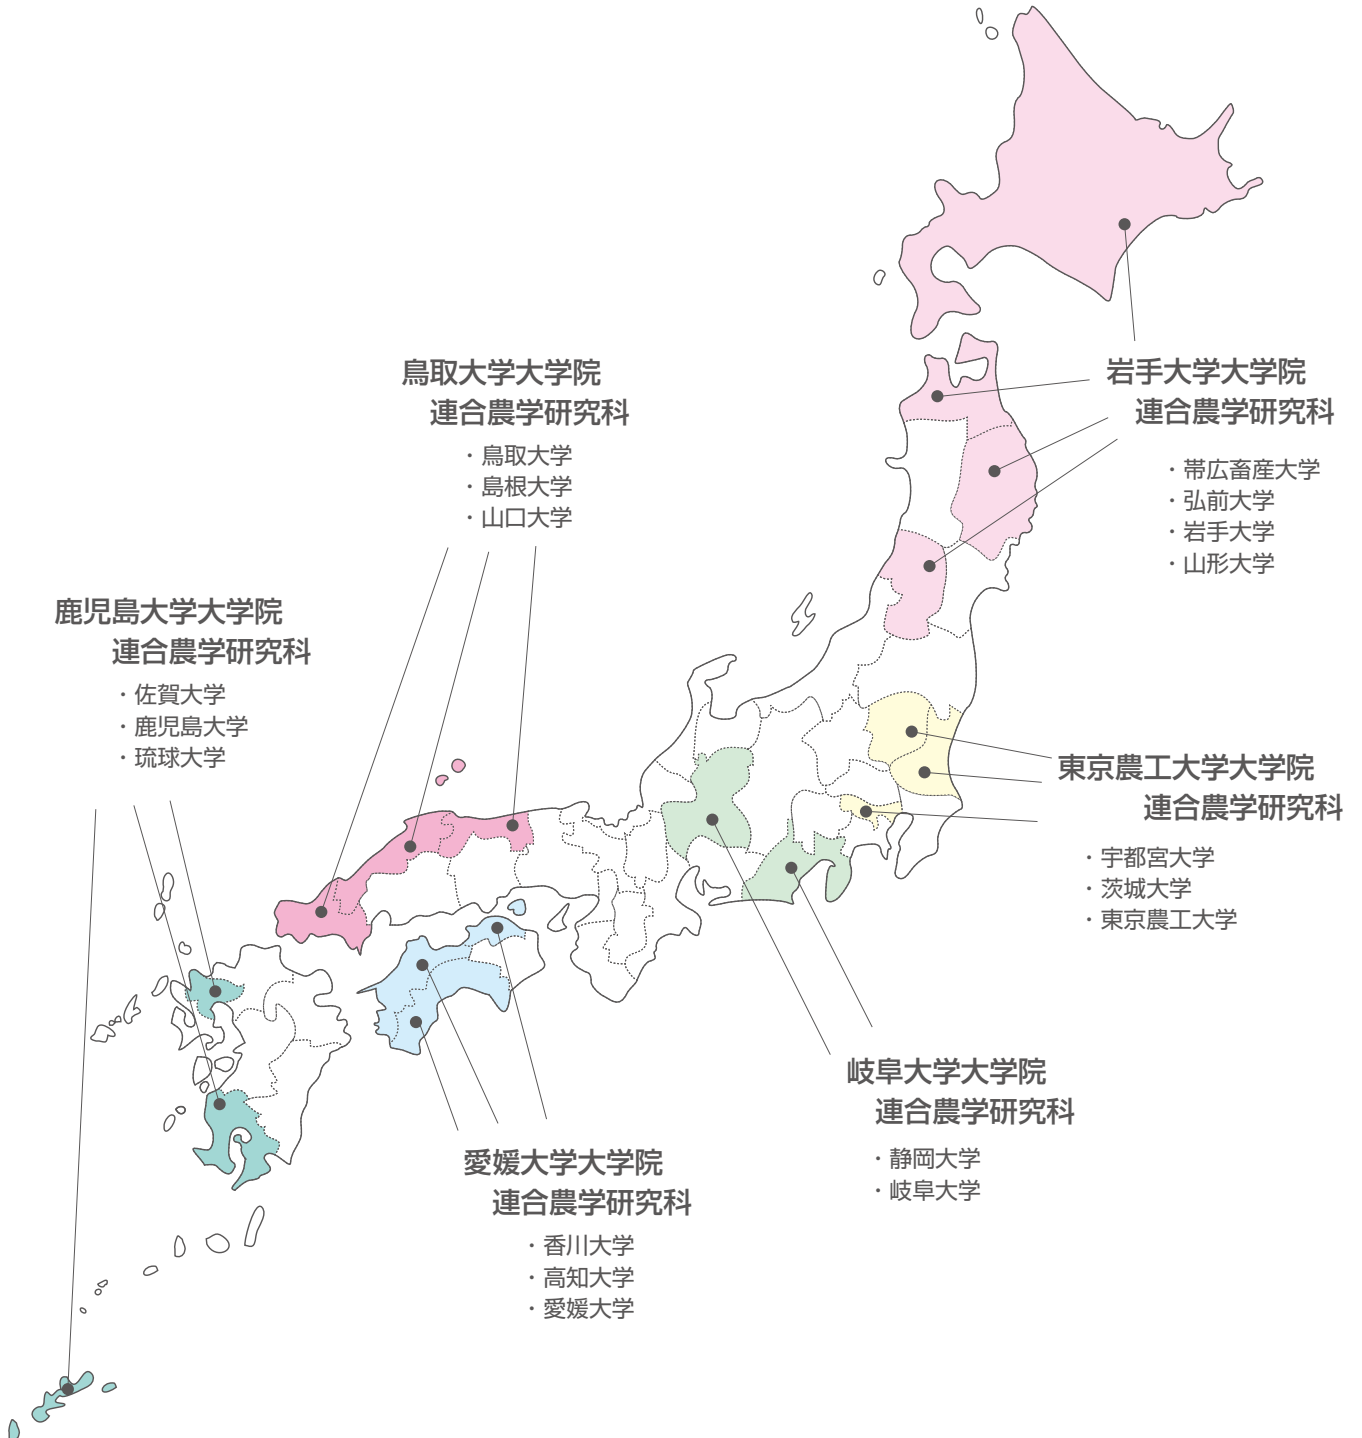 岩手大学大学院
連合農学研究科
・帯広畜産大学
・弘前大学
・岩手大学
・山形大学
鳥取大学大学院
連合農学研究科
・鳥取大学
・島根大学
・山口大学
鹿児島大学大学院
連合農学研究科
・佐賀大学
・鹿児島大学
・琉球大学
東京農工大学大学院
連合農学研究科
・宇都宮大学
・茨城大学
・東京農工大学
岐阜大学大学院
連合農学研究科
・静岡大学
・岐阜大学
愛媛大学大学院
連合農学研究科
・香川大学
・高知大学
・愛媛大学